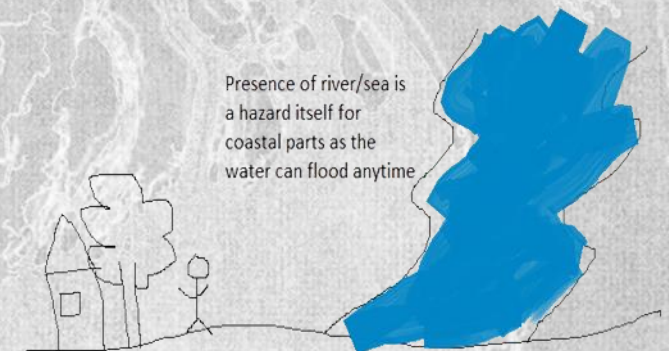 Presence of river/sea is
a hazard itself for
coastal parts as the
water can flood anytime